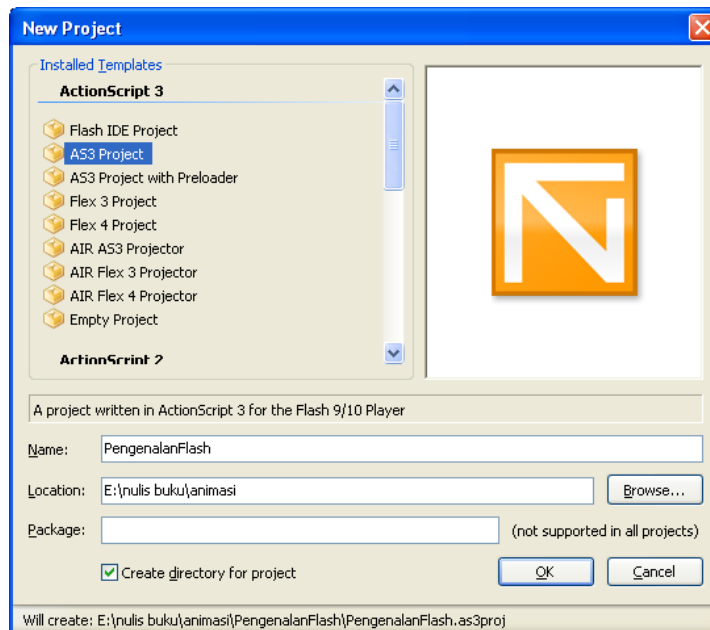 New Project
Installed Templates
ActionScript 3
Flash IDE Project
AS3 Project
AS3 Project with Preloader
Flex 3 Project
Flex 4 Project
AIR AS3 Projector
AIR Flex 3 Projector
AIR Flex 4 Projector
Empty Project
ActionScript 2
A project written in ActionScript 3 for the Flash 9/10 Player
Name: PengenalanFlash
Location: E:\nulis buku\animasi Browse...
Package: (not supported in all projects)
Create directory for project OK Cancel
Will create: E:\nulis buku\animasi\PengenalanFlash\PengenalanFlash.as3proj